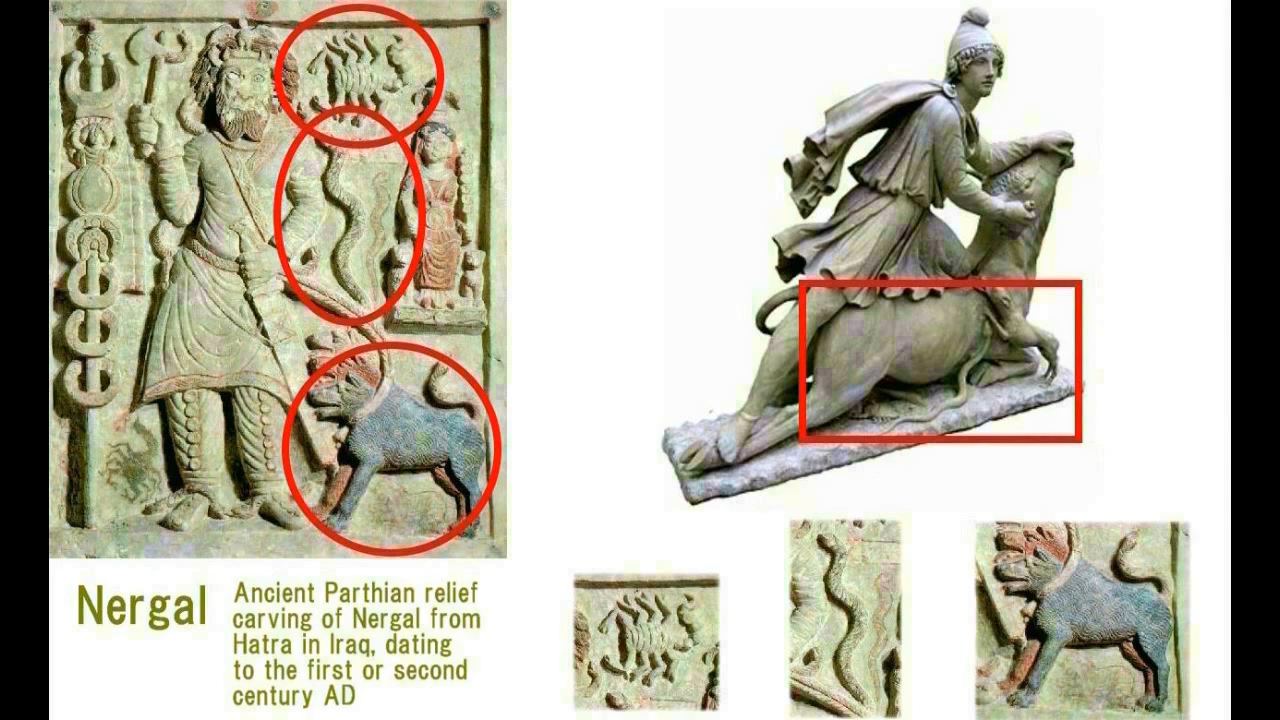 Nergal
Ancient Parthian relief
carving of Nergal from
Hatra in Iraq, dating
to the first or second
century AD